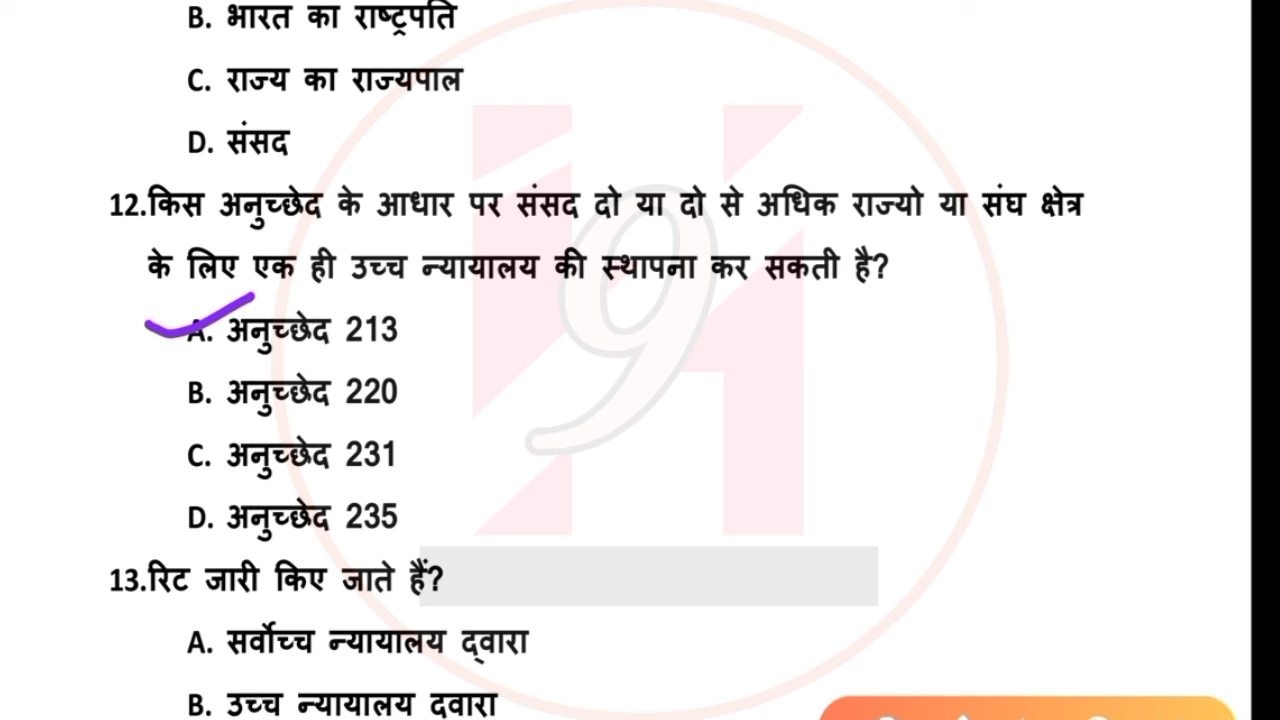 B. भारत का राष्ट्रपति
C. राज्य का राज्यपाल
D. संसद
12.किस अनुच्छेद के आधार पर संसद दो या दो से अधिक राज्यो या संघ क्षेत्र
के लिए एक ही उच्च न्यायालय की स्थापना कर सकती है?
A. अनुच्छेद 213
B. अनुच्छेद 220
C. अनुच्छेद 231
D. अनुच्छेद 235
13.रिट जारी किए जाते हैं?
A. सर्वोच्च न्यायालय द्वारा
B. उच्च न्यायालय दवारा